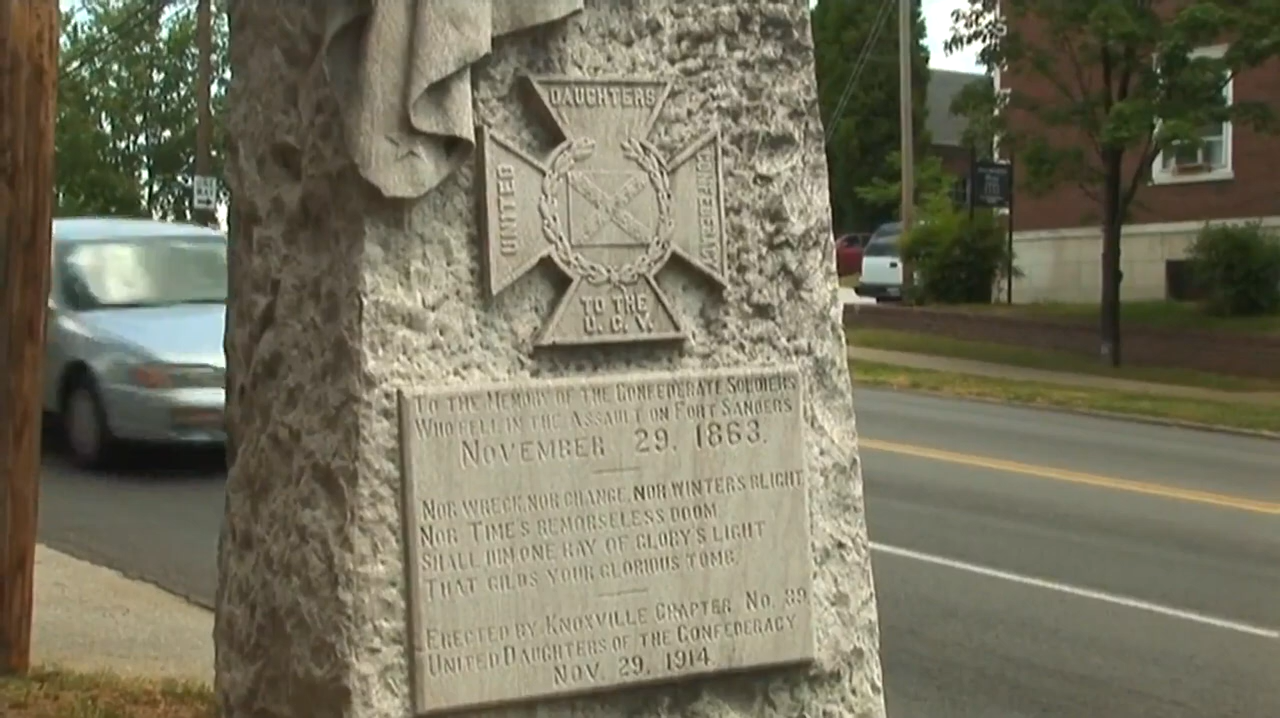 DAUGHTERS
UNITED
CONFEDERACY
TO THE
U. C. V.
TO THE MEMORY OF THE CONFEDERATE SOLDIERS
WHO FELL IN THE ASSAULT ON FORT SANDERS
NOVEMBER 29, 1863.
NOR WRECK, NOR CHANGE, NOR WINTERS BLIGHT
NOR TIMES REMORSELESS DOOM
SHALL DIM ONE RAY OF GLORY'S LIGHT
THAT GILDS YOUR GLORIOUS TOMB.
ERECTED BY KNOXVILLE CHAPTER NO. 89
UNITED DAUGHTERS OF THE CONFEDERACY
NOV. 29, 1914